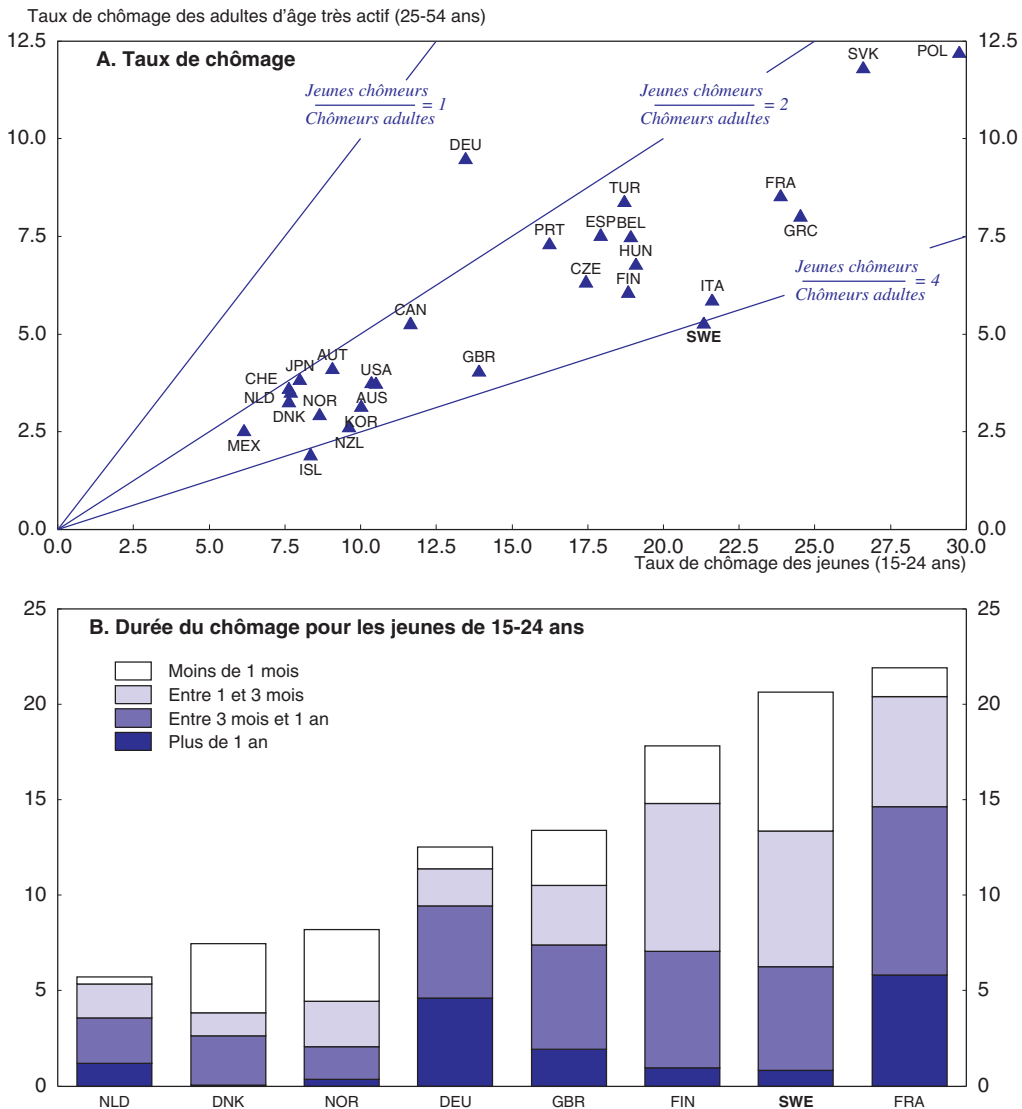 Taux de chômage des adultes d'âge très actif (25-54 ans)
12.5 12.5
A. Taux de chômage
SVK POL
Jeunes chômeurs
Chômeurs adultes = 1
Jeunes chômeurs
Chômeurs adultes = 2
10.0 10.0
DEU
TUR FRA
PRT ESP BEL GRC
7.5 7.5
HUN
CZE FIN
Jeunes chômeurs
Chômeurs adultes = 4
ITA
CAN
5.0 5.0
SWE
GBR
AUT
JPN USA
CHE
NLD NOR AUS
DNK KOR
2.5 2.5
MEX NZL
ISL
0.0 0.0
0.0 2.5 5.0 7.5 10.0 12.5 15.0 17.5 20.0 22.5 25.0 27.5 30.0
Taux de chômage des jeunes (15-24 ans)
25 25
B. Durée du chômage pour les jeunes de 15-24 ans
Moins de 1 mois
Entre 1 et 3 mois
Entre 3 mois et 1 an
Plus de 1 an
20 20
15 15
10 10
5 5
0 0
NLD DNK NOR DEU GBR FIN SWE FRA